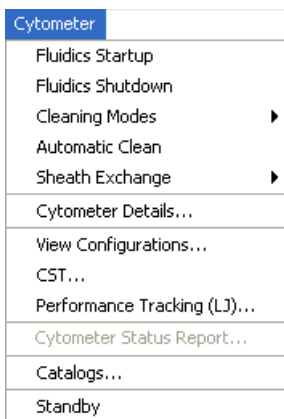 Cytometer
Fluidics Startup
Fluidics Shutdown
Cleaning Modes
Automatic Clean
Sheath Exchange
Cytometer Details...
View Configurations...
CST...
Performance Tracking (LJ)...
Cytometer Status Report...
Catalogs...
Standby